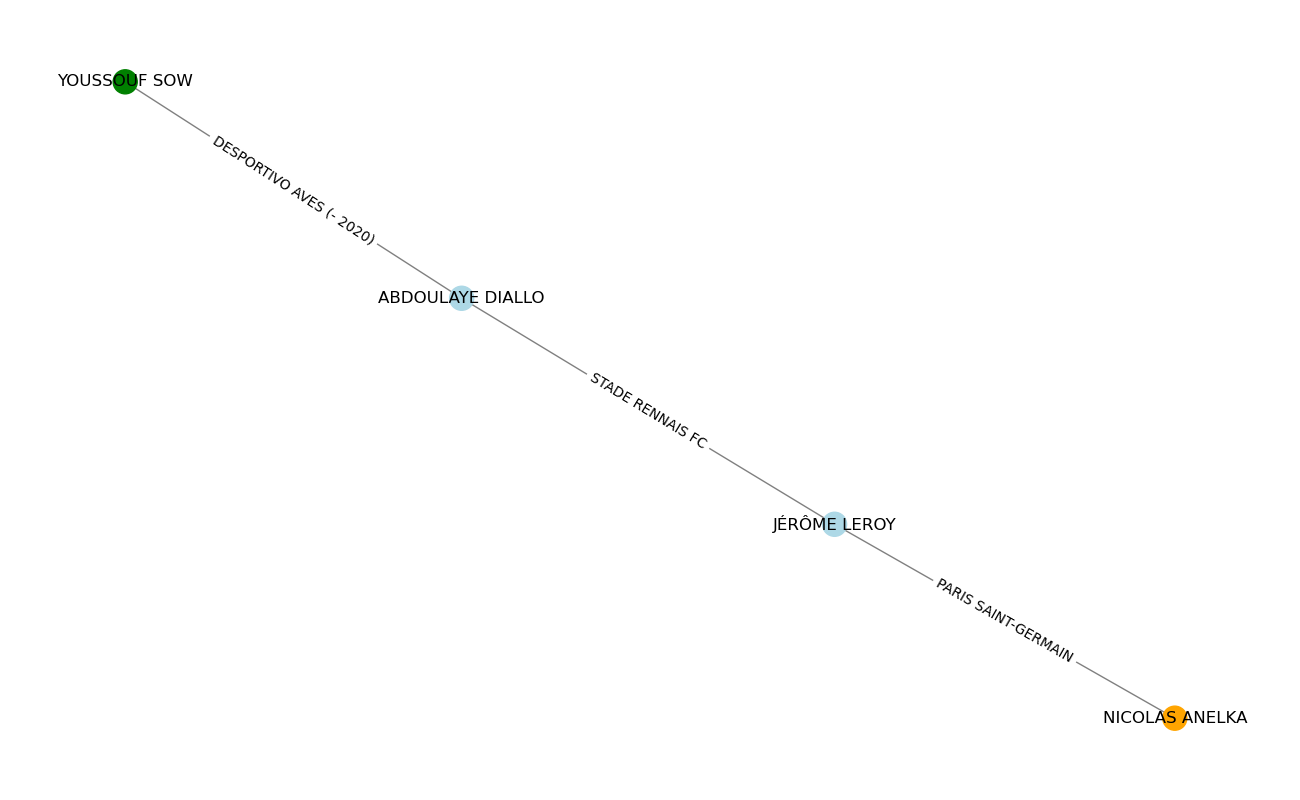 YOUSSOUF SOW
DESPORTIVO AVES (- 2020)
ABDOULAYE DIALLO
STADE RENNAIS FC
JÉRÔME LEROY
PARIS SAINT-GERMAIN
NICOLAS ANELKA